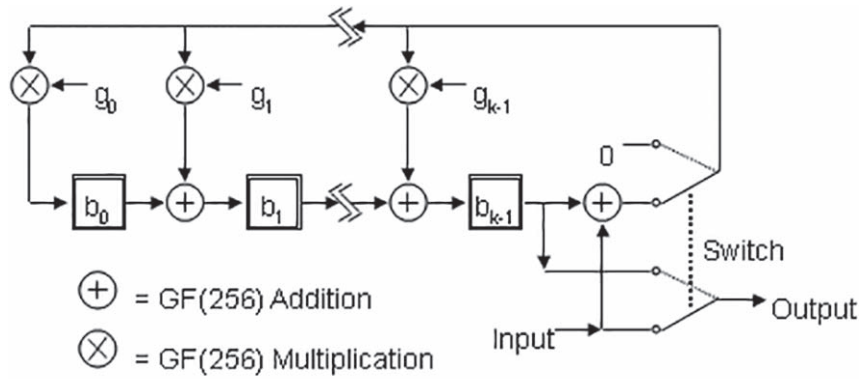 g0
g1
gk-1
0
b0
b1
bk-1
Switch
= GF(256) Addition
Output
Input
= GF(256) Multiplication